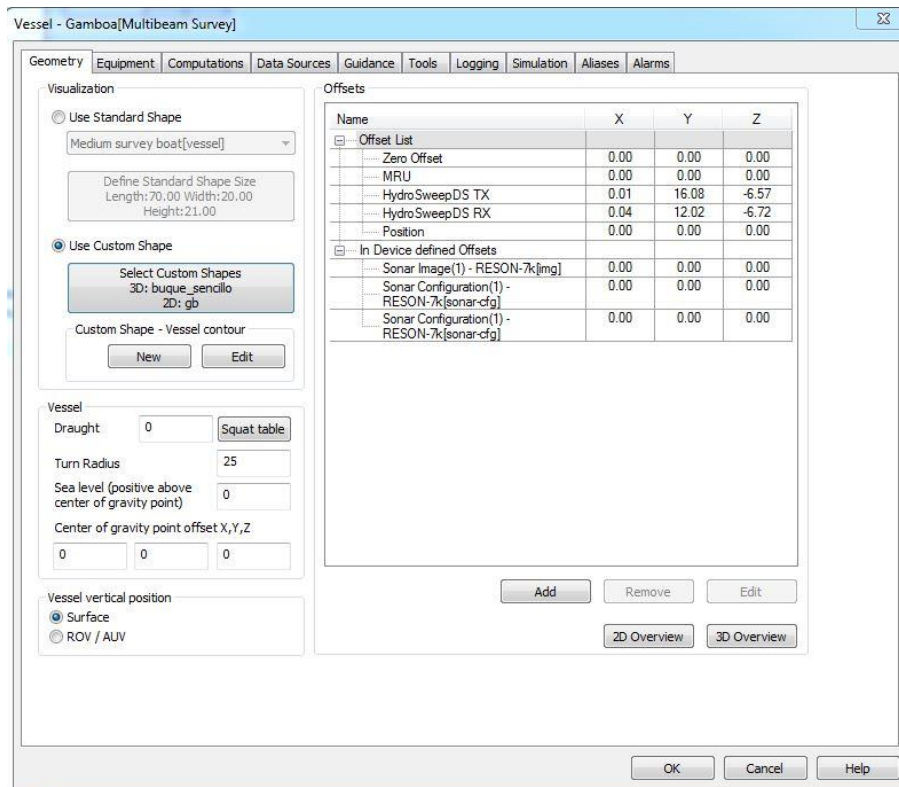 Vessel - Gamboa[Multibeam Survey]
Geometry Equipment Computations Data Sources Guidance Tools Logging Simulation Aliases Alarms
Visualization
Use Standard Shape
Medium survey boat[vessel]
Define Standard Shape Size
Length:70.00 Width:20.00
Height:21.00
Use Custom Shape
Select Custom Shapes
3D: buque_sencillo
2D: gb
Custom Shape - Vessel contour
New Edit
Vessel
Draught 0 Squat table
Turn Radius 25
Sea level (positive above
center of gravity point) 0
Center of gravity point offset X,Y,Z
0 0 0
Vessel vertical position
Surface
ROV / AUV
Offsets
Name X Y Z
Offset List
Zero Offset 0.00 0.00 0.00
MRU 0.00 0.00 0.00
HydroSweepDS TX 0.01 16.08 -6.57
HydroSweepDS RX 0.04 12.02 -6.72
Position 0.00 0.00 0.00
In Device defined Offsets
Sonar Image(1) - RESON-7k[img] 0.00 0.00 0.00
Sonar Configuration(1) - 0.00 0.00 0.00
RESON-7k[sonar-cfg]
Sonar Configuration(1) - 0.00 0.00 0.00
RESON-7k[sonar-cfg]
Add Remove Edit
2D Overview 3D Overview
OK Cancel Help